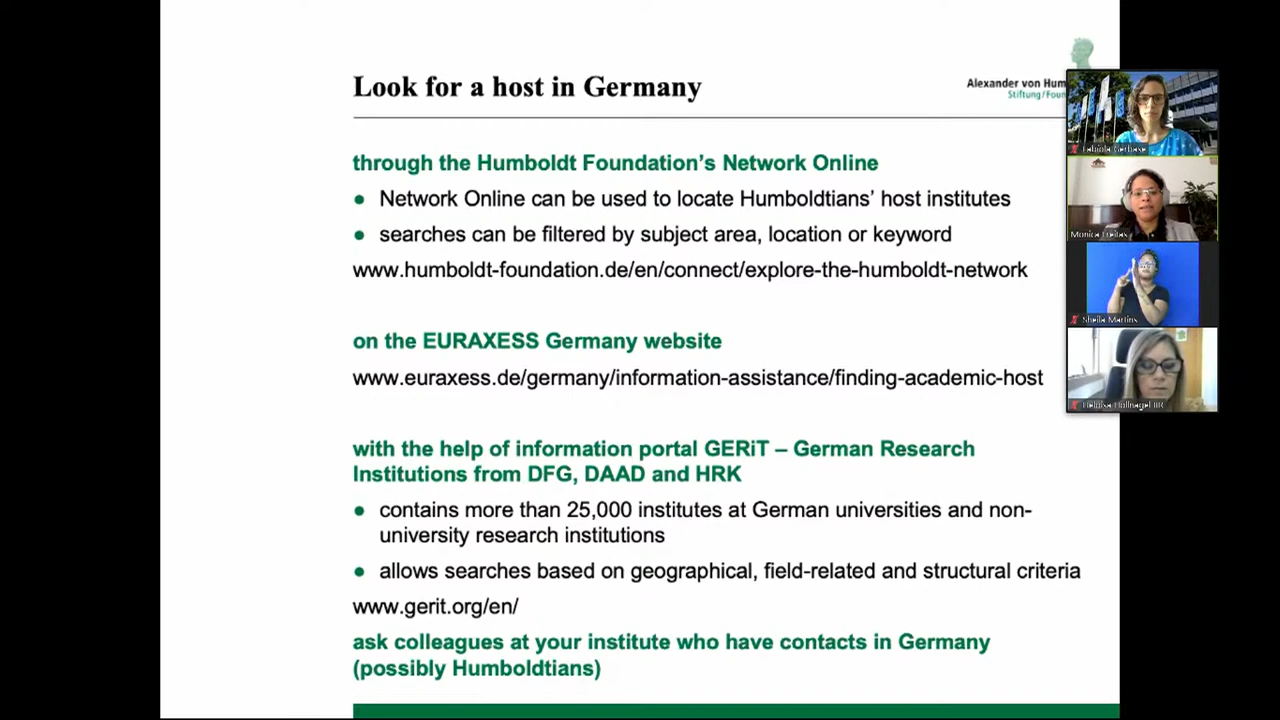 Look for a host in Germany
Alexander von Hum
Stiftung/Foun
through the Humboldt Foundation's Network Online
• Network Online can be used to locate Humboldtians' host institutes
• searches can be filtered by subject area, location or keyword
www.humboldt-foundation.de/en/connect/explore-the-humboldt-network
on the EURAXESS Germany website
www.euraxess.de/germany/information-assistance/finding-academic-host
with the help of information portal GERiT – German Research
Institutions from DFG, DAAD and HRK
• contains more than 25,000 institutes at German universities and non-
university research institutions
• allows searches based on geographical, field-related and structural criteria
www.gerit.org/en/
ask colleagues at your institute who have contacts in Germany
(possibly Humboldtians)
Fabíola Gerbase
Monica Freitas
Sheila Martins
Heloisa Hollnagel